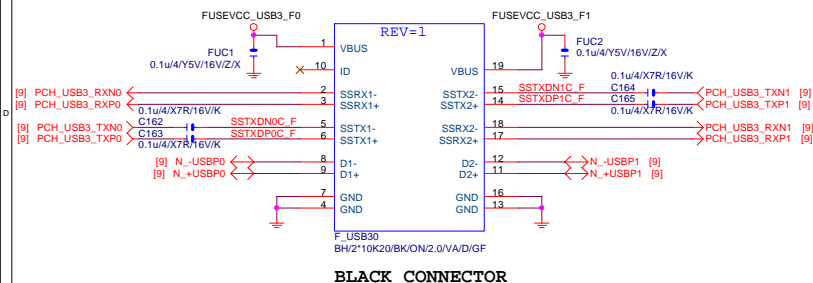 FUSEVCC_USB3_F0
FUSEVCC_USB3_F1
REV=1
FUC1
0.1u/4/Y5V/16V/Z/X
1 VBUS
10 ID
VBUS 19
FUC2
0.1u/4/Y5V/16V/Z/X
[9] PCH_USB3_RXN0 2 SSRX1-
[9] PCH_USB3_RXP0 3 SSRX1+
SSTX2- 15 SSTXDN1C_F C164 0.1u/4/X7R/16V/K PCH_USB3_TXN1 [9]
SSTX2+ 14 SSTXDP1C_F C165 0.1u/4/X7R/16V/K PCH_USB3_TXP1 [9]
D
0.1u/4/X7R/16V/K
[9] PCH_USB3_TXN0 C162 SSTXDN0C_F 5 SSTX1-
[9] PCH_USB3_TXP0 C163 SSTXDP0C_F 6 SSTX1+
0.1u/4/X7R/16V/K
SSRX2- 18 PCH_USB3_RXN1 [9]
SSRX2+ 17 PCH_USB3_RXP1 [9]
[9] N_-USBP0 8 D1-
[9] N_+USBP0 9 D1+
D2- 12 N_-USBP1 [9]
D2+ 11 N_+USBP1 [9]
7 GND
4 GND
GND 16
GND 13
F_USB30
BH/2*10K20/BK/ON/2.0/VA/D/GF
BLACK CONNECTOR